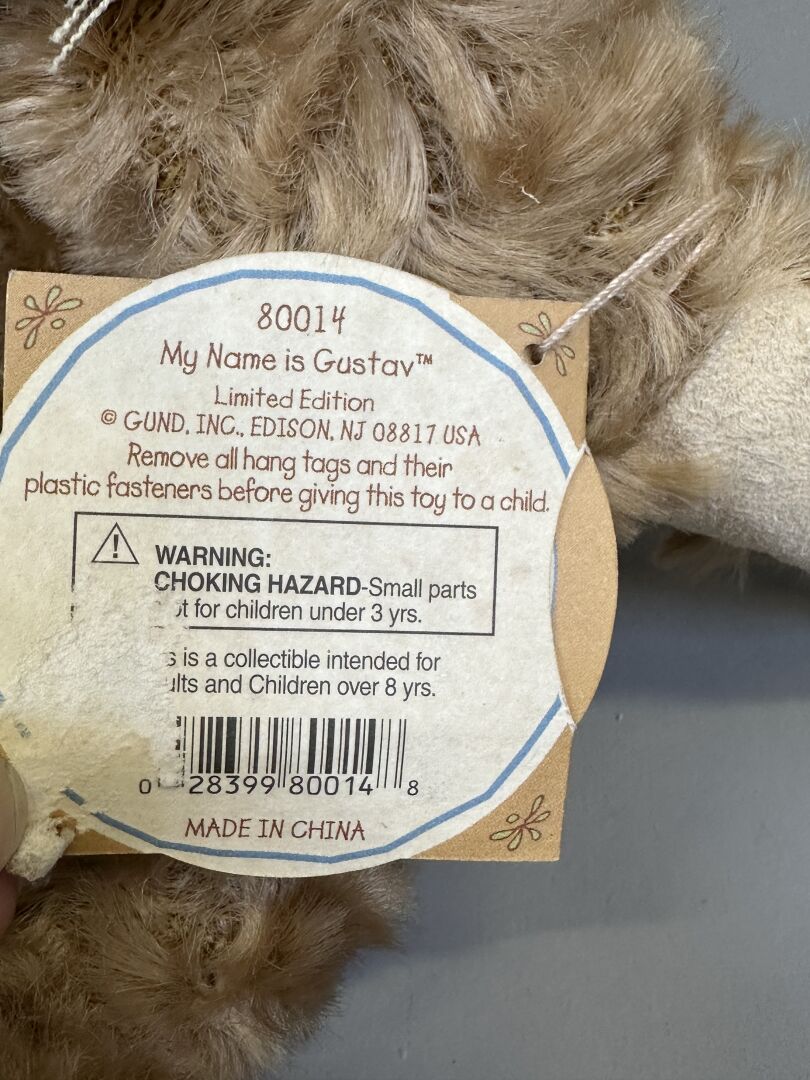 80014
My Name is Gustav™
Limited Edition
© GUND, INC., EDISON, NJ 08817 USA
Remove all hang tags and their
plastic fasteners before giving this toy to a child.
WARNING:
CHOKING HAZARD-Small parts
for children under 3 yrs.
is a collectible intended for
and Children over 8 yrs.
0 28399 80014 8
MADE IN CHINA